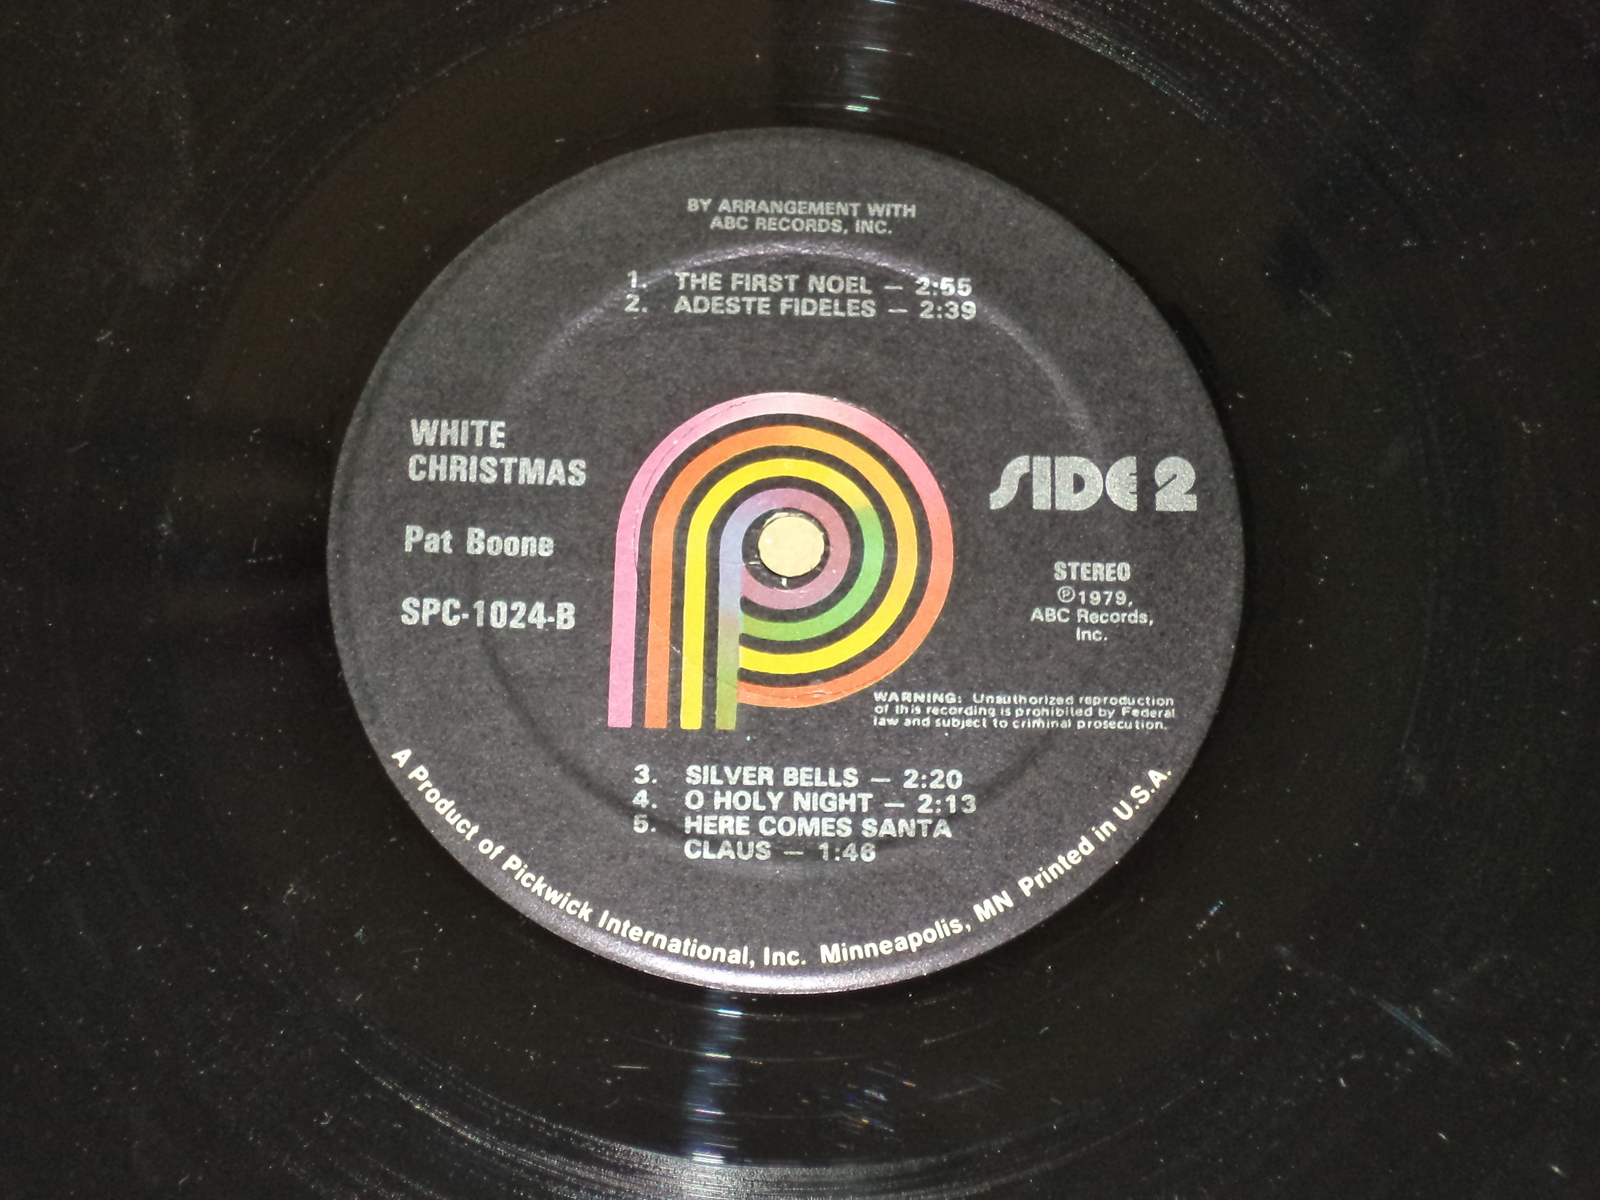 BY ARRANGEMENT WITH
ABC RECORDS, INC.
1. THE FIRST NOEL — 2:55
2. ADESTE FIDELES — 2:39
WHITE
CHRISTMAS
Pat Boone
SPC-1024-B
SIDE 2
STEREO
℗1979,
ABC Records,
Inc.
WARNING: Unauthorized reproduction
of this recording is prohibited by Federal
law and subject to criminal prosecution.
3. SILVER BELLS — 2:20
4. O HOLY NIGHT — 2:13
5. HERE COMES SANTA
CLAUS — 1:46
A Product of Pickwick International, Inc. Minneapolis, MN Printed in U.S.A.